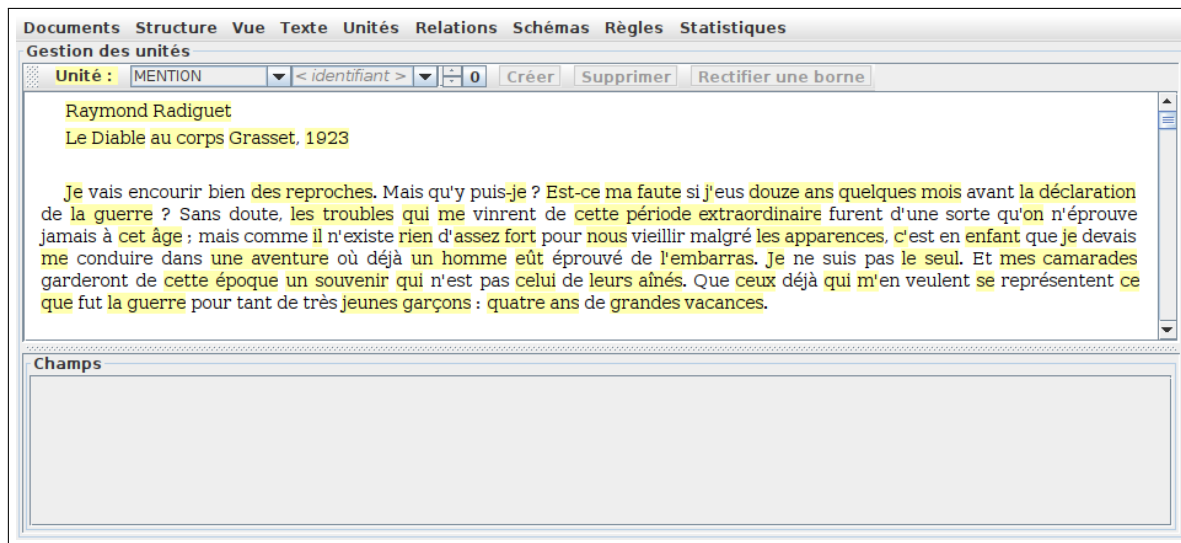 Documents Structure Vue Texte Unités Relations Schémas Règles Statistiques
Gestion des unités
Unité : MENTION < identifiant > 0 Créer Supprimer Rectifier une borne
Raymond Radiguet
Le Diable au corps Grasset, 1923
Je vais encourir bien des reproches. Mais qu'y puis-je ? Est-ce ma faute si j'eus douze ans quelques mois avant la déclaration
de la guerre ? Sans doute, les troubles qui me vinrent de cette période extraordinaire furent d'une sorte qu'on n'éprouve
jamais à cet âge ; mais comme il n'existe rien d'assez fort pour nous vieillir malgré les apparences, c'est en enfant que je devais
me conduire dans une aventure où déjà un homme eût éprouvé de l'embarras. Je ne suis pas le seul. Et mes camarades
garderont de cette époque un souvenir qui n'est pas celui de leurs aînés. Que ceux déjà qui m'en veulent se représentent ce
que fut la guerre pour tant de très jeunes garçons : quatre ans de grandes vacances.
Champs